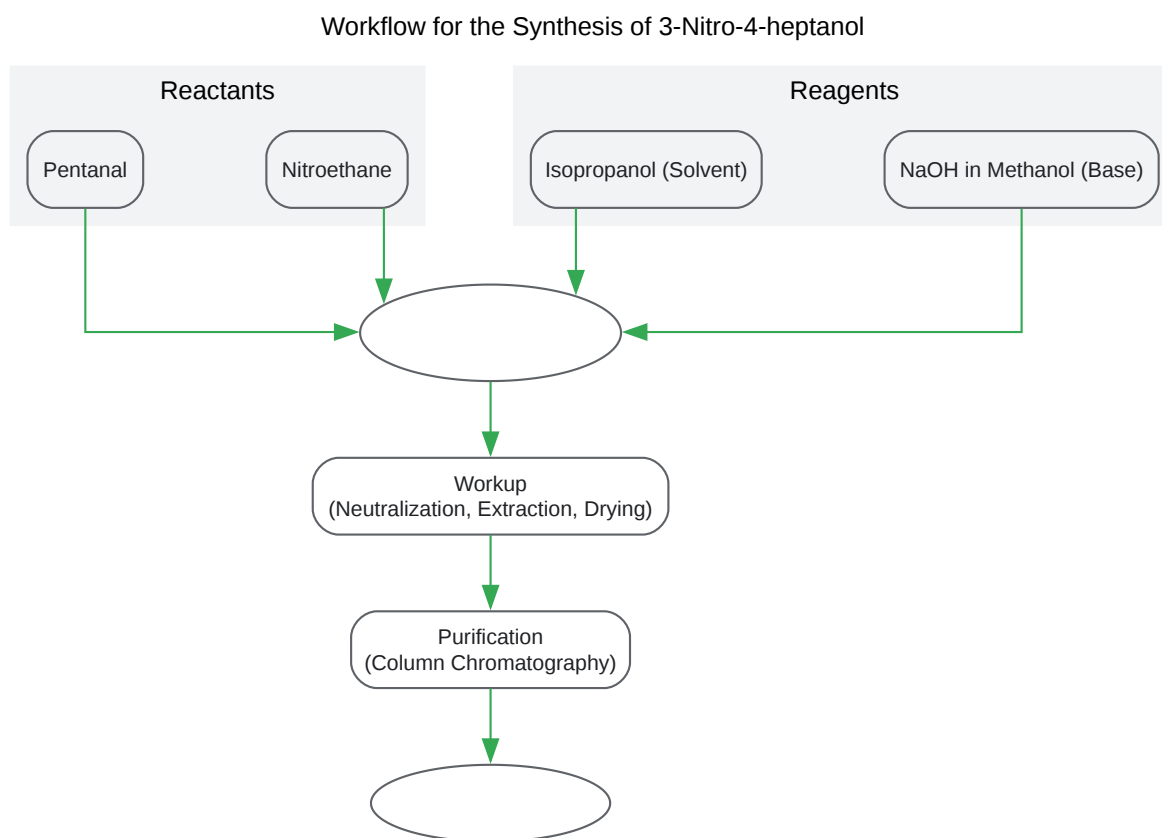 Workflow for the Synthesis of 3-Nitro-4-heptanol
Reactants
Reagents
Pentanal
Nitroethane
Isopropanol (Solvent)
NaOH in Methanol (Base)
Workup
(Neutralization, Extraction, Drying)
Purification
(Column Chromatography)